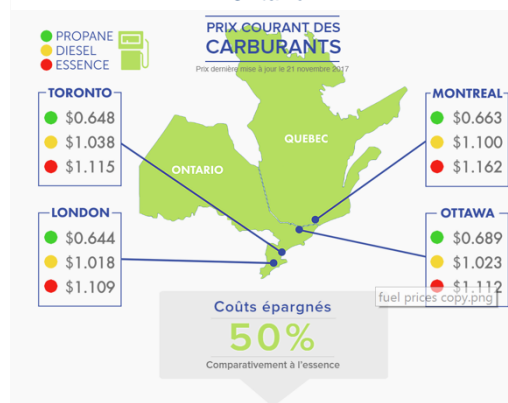 PROPANE
DIESEL
ESSENCE
PRIX COURANT DES
CARBURANTS
Prix dernière mise à jour le 21 novembre 2017
TORONTO
$0.648
$1.038
$1.115
MONTREAL
$0.663
$1.100
$1.162
QUEBEC
ONTARIO
LONDON
$0.644
$1.018
$1.109
OTTAWA
$0.689
$1.023
$1.112
fuel prices copy.png
Coûts épargnés
50%
Comparativement à l'essence